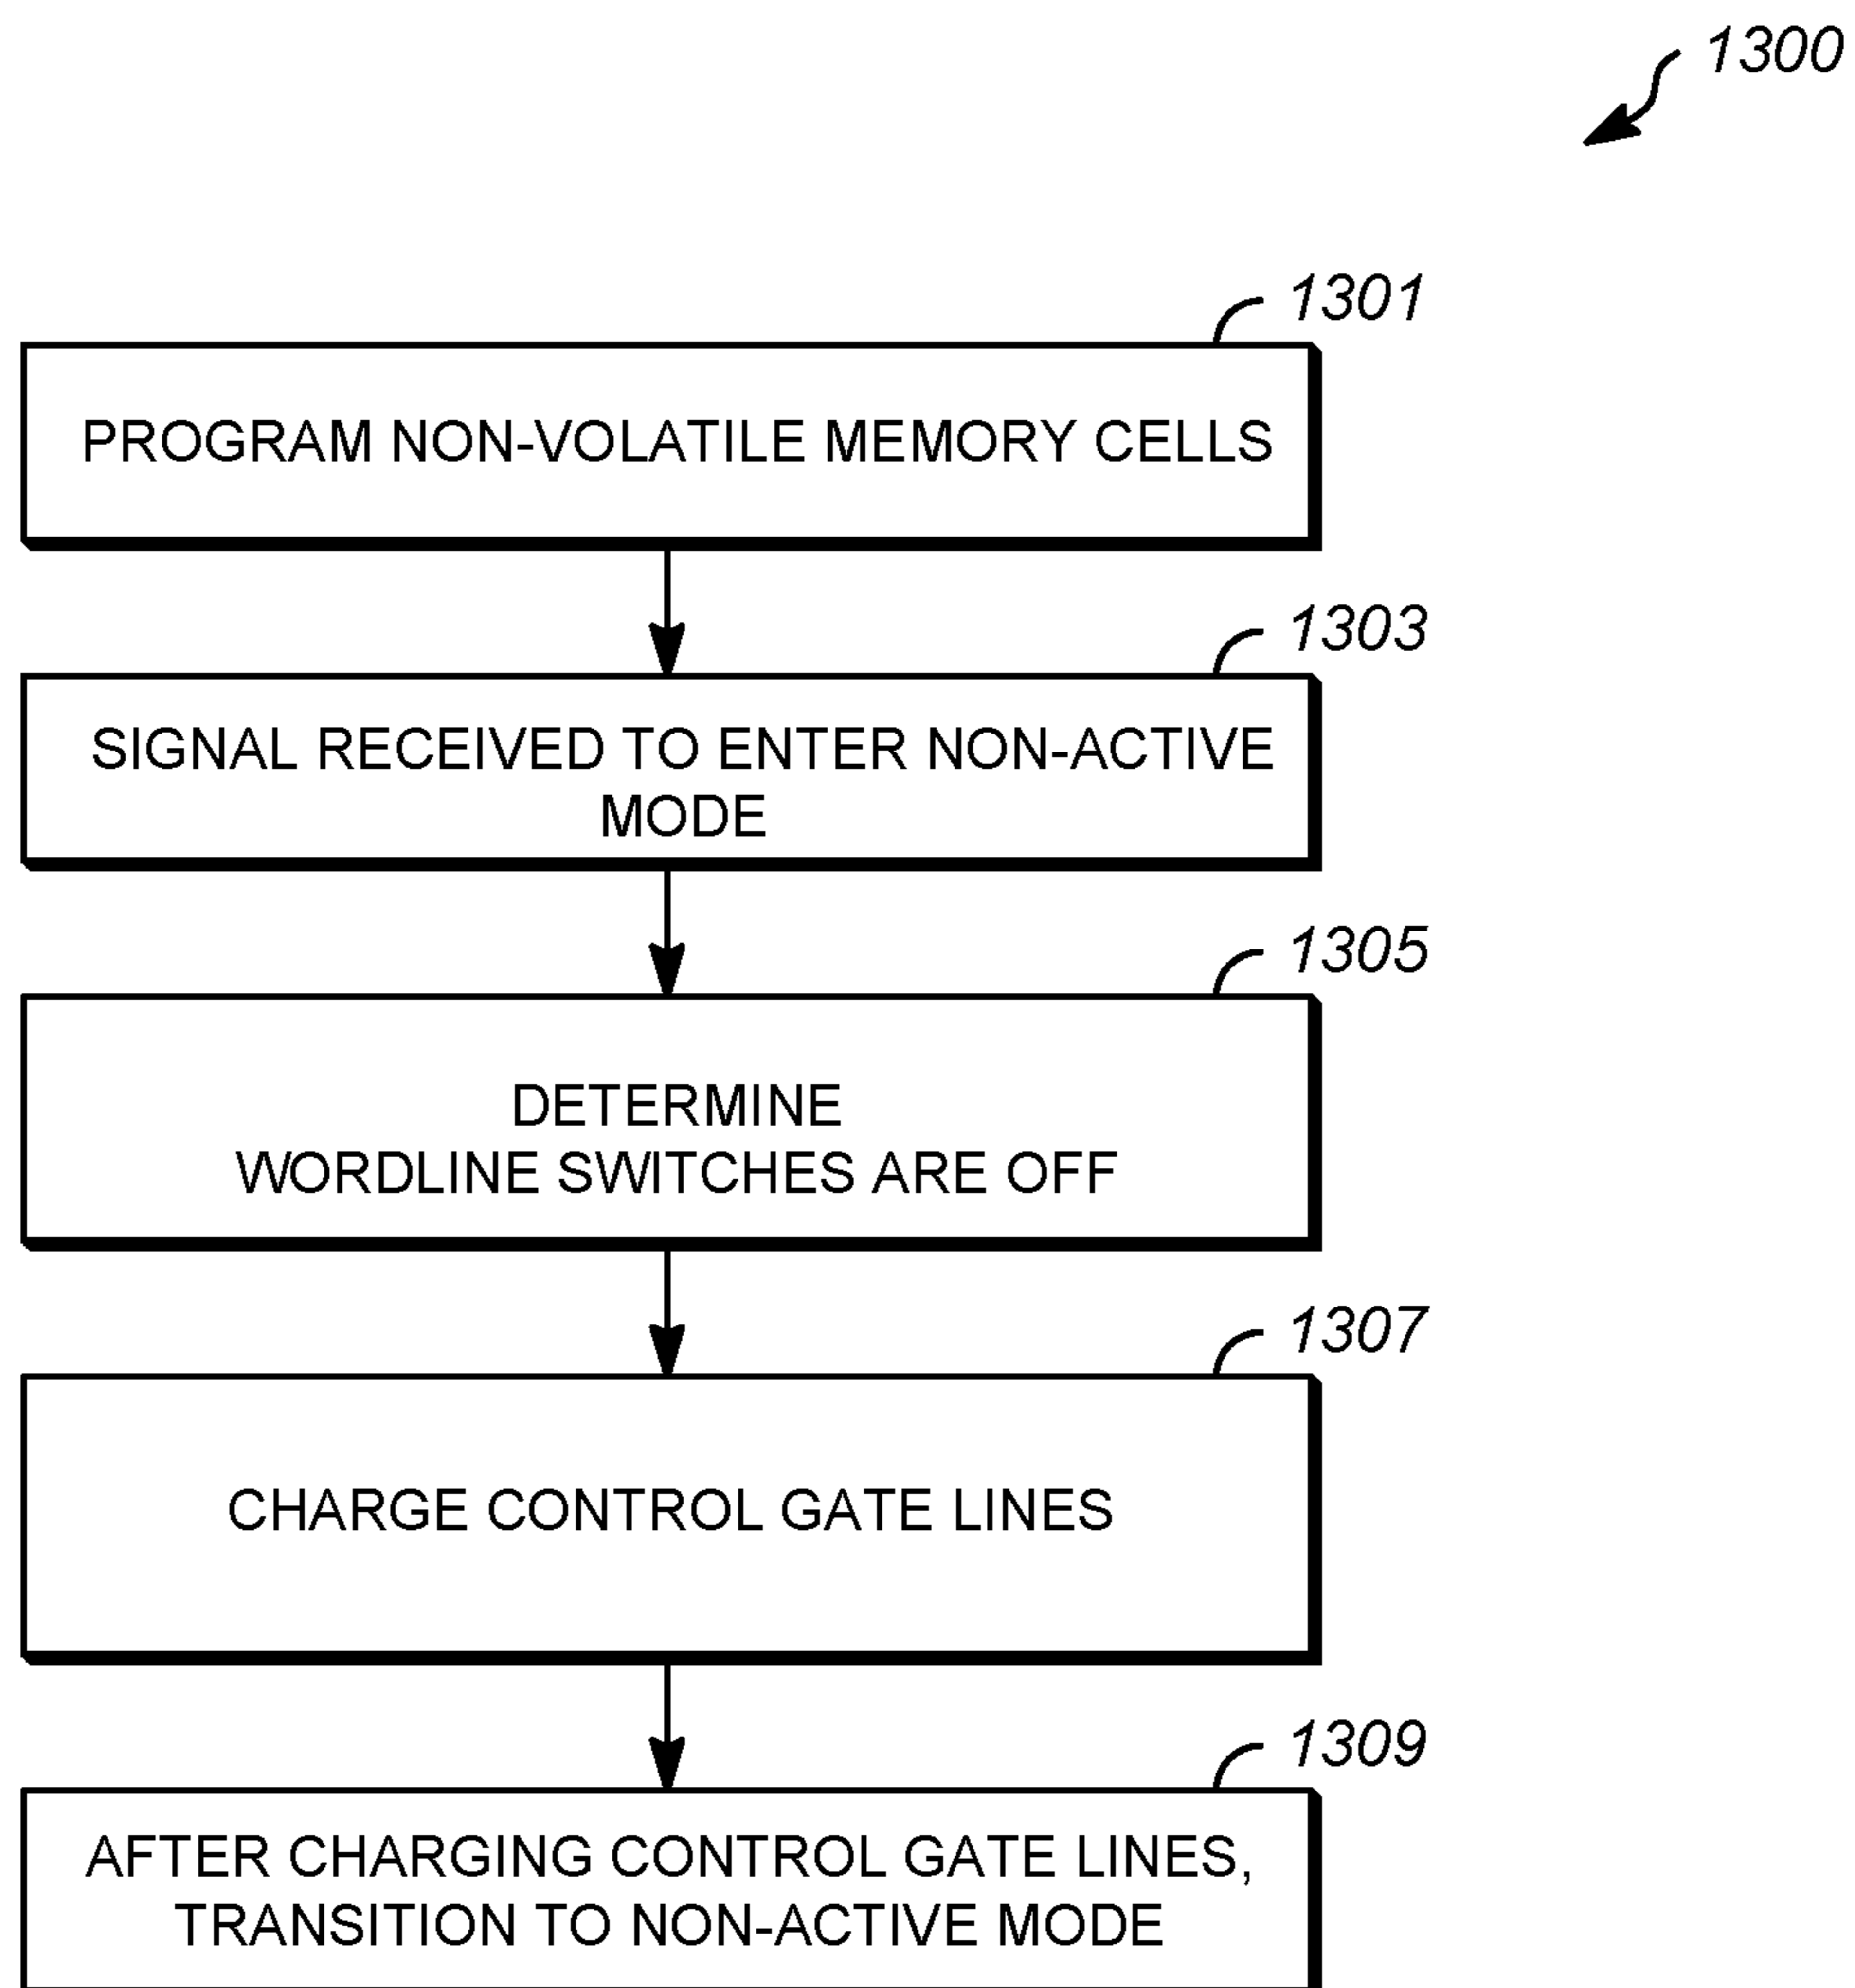 1300
1301
PROGRAM NON-VOLATILE MEMORY CELLS
1303
SIGNAL RECEIVED TO ENTER NON-ACTIVE
MODE
1305
DETERMINE
WORDLINE SWITCHES ARE OFF
1307
CHARGE CONTROL GATE LINES
1309
AFTER CHARGING CONTROL GATE LINES,
TRANSITION TO NON-ACTIVE MODE